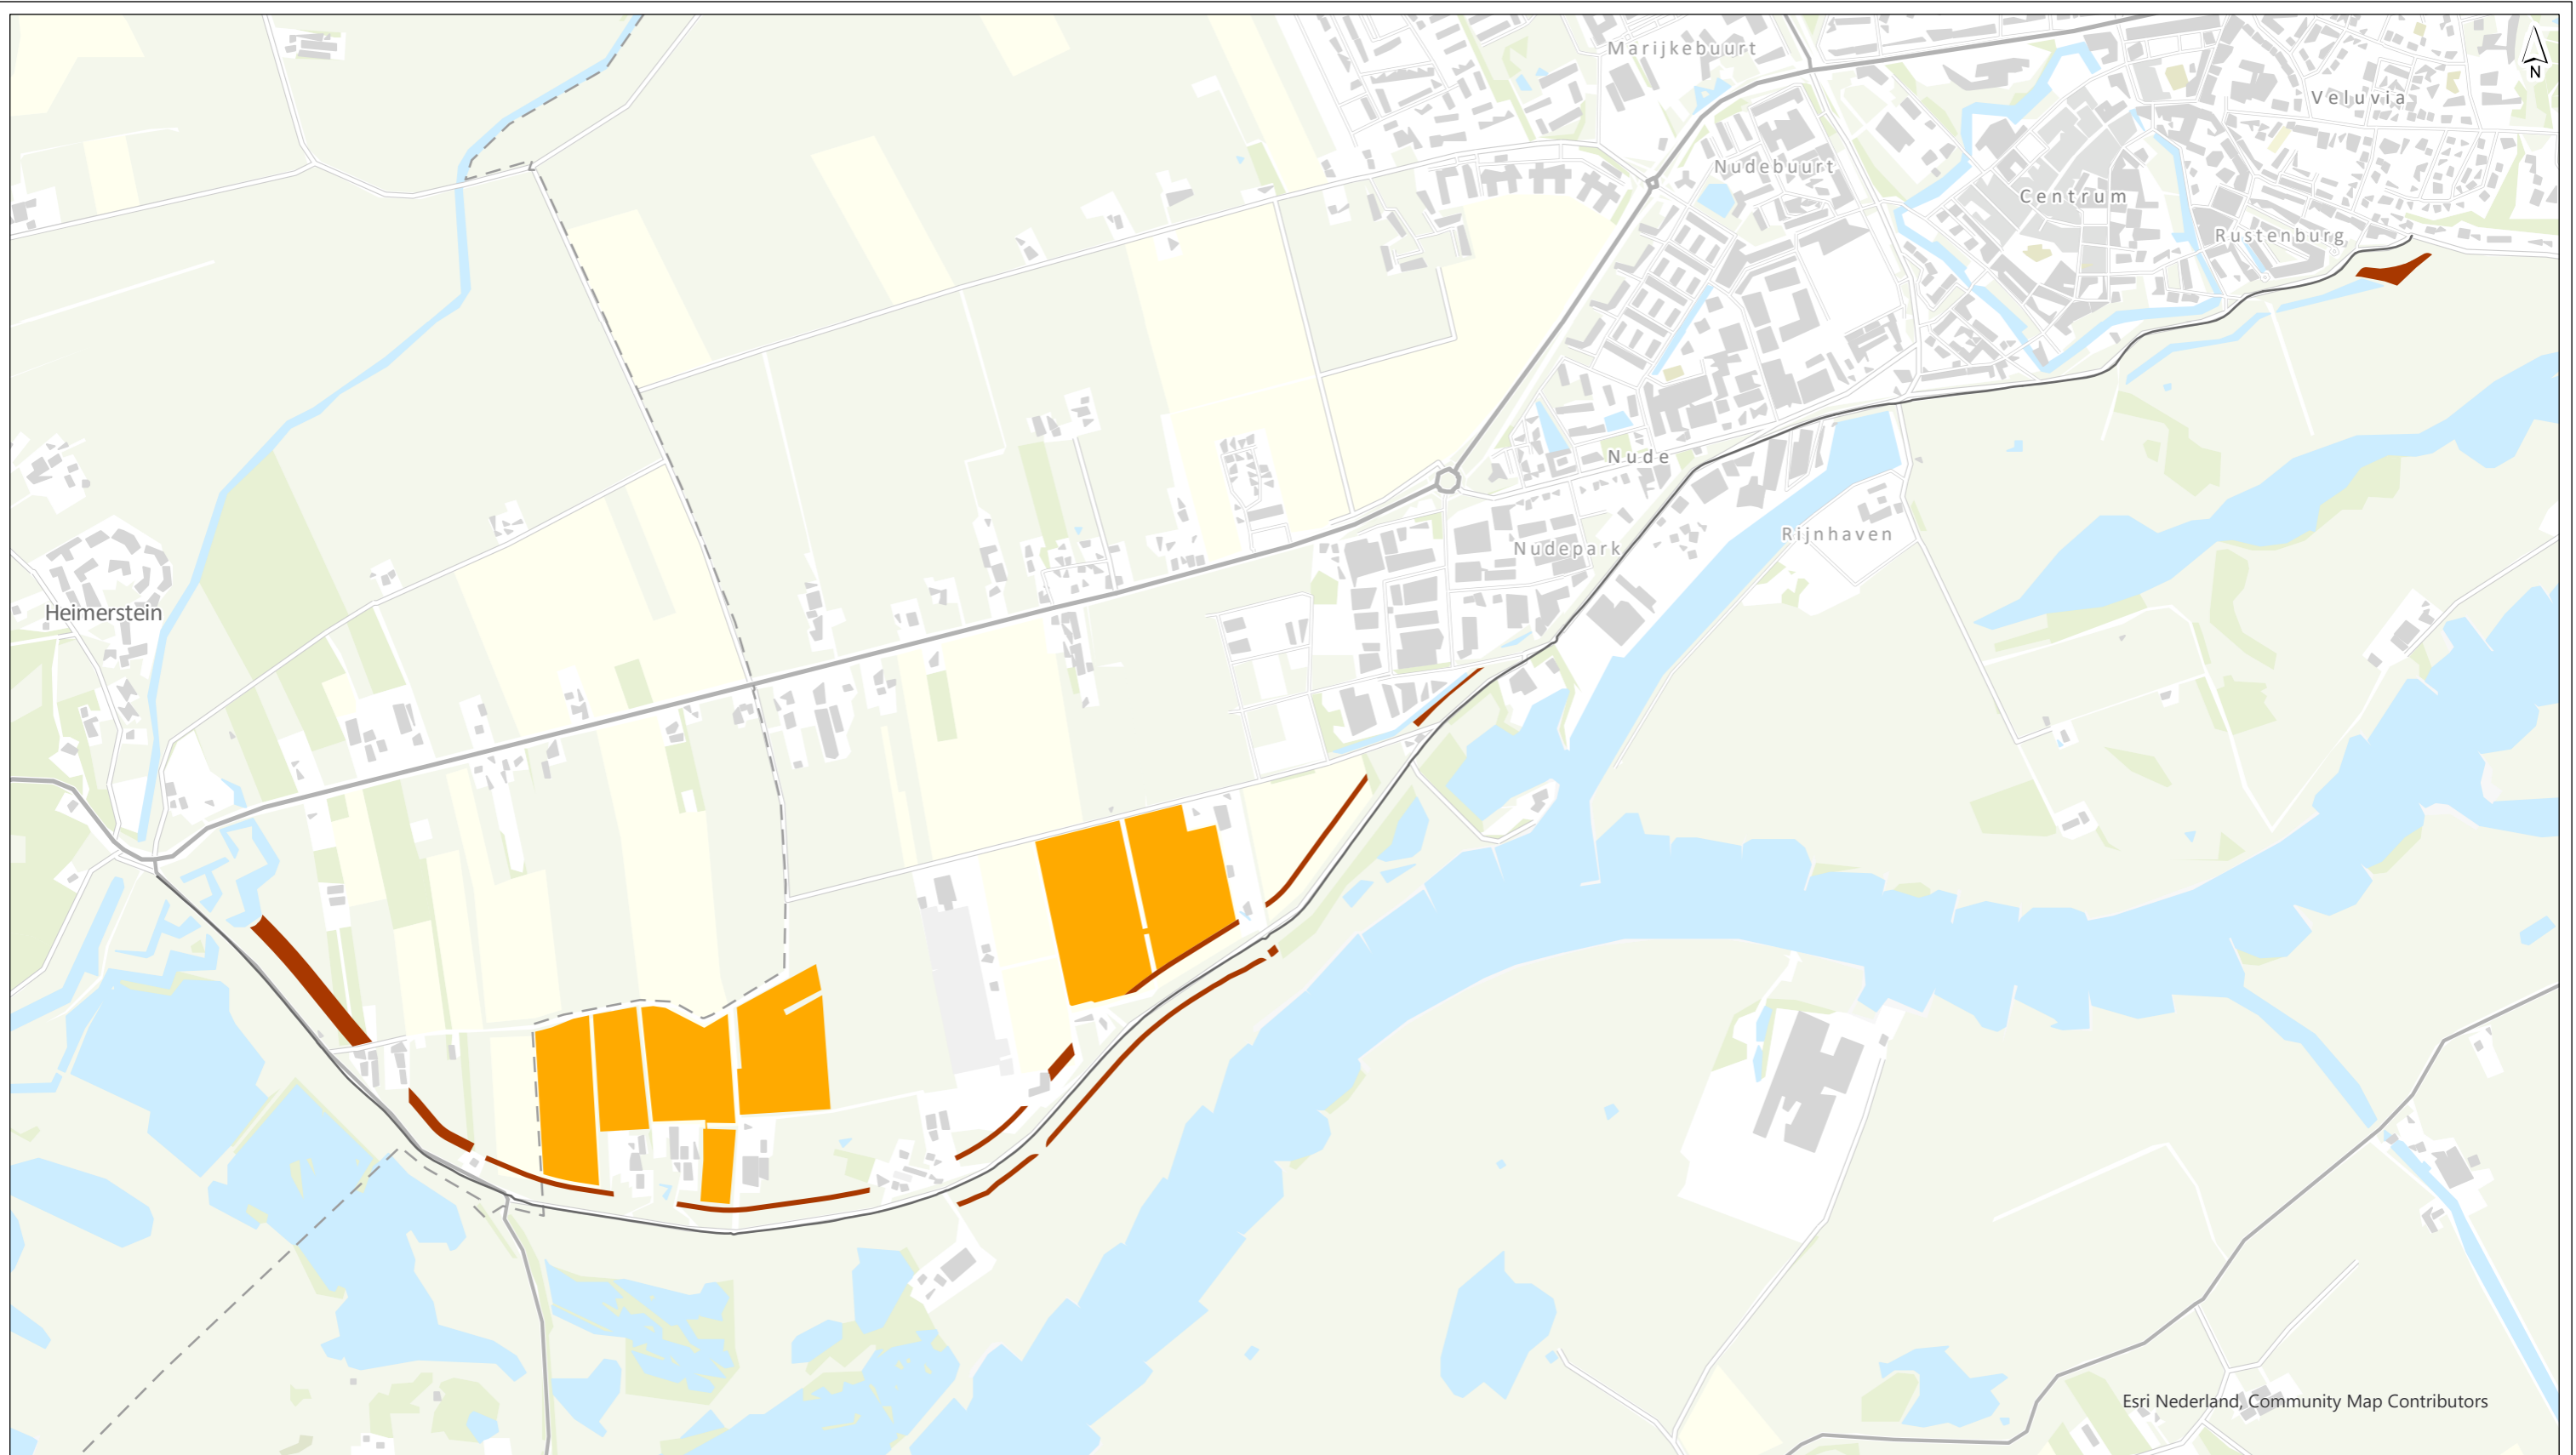 Marijkebuurt
N
Veluvia
Nudebuurt
Centrum
Rustenburg
Nude
Rijnhaven
Nudepark
Heimerstein
Esri Nederland, Community Map Contributors